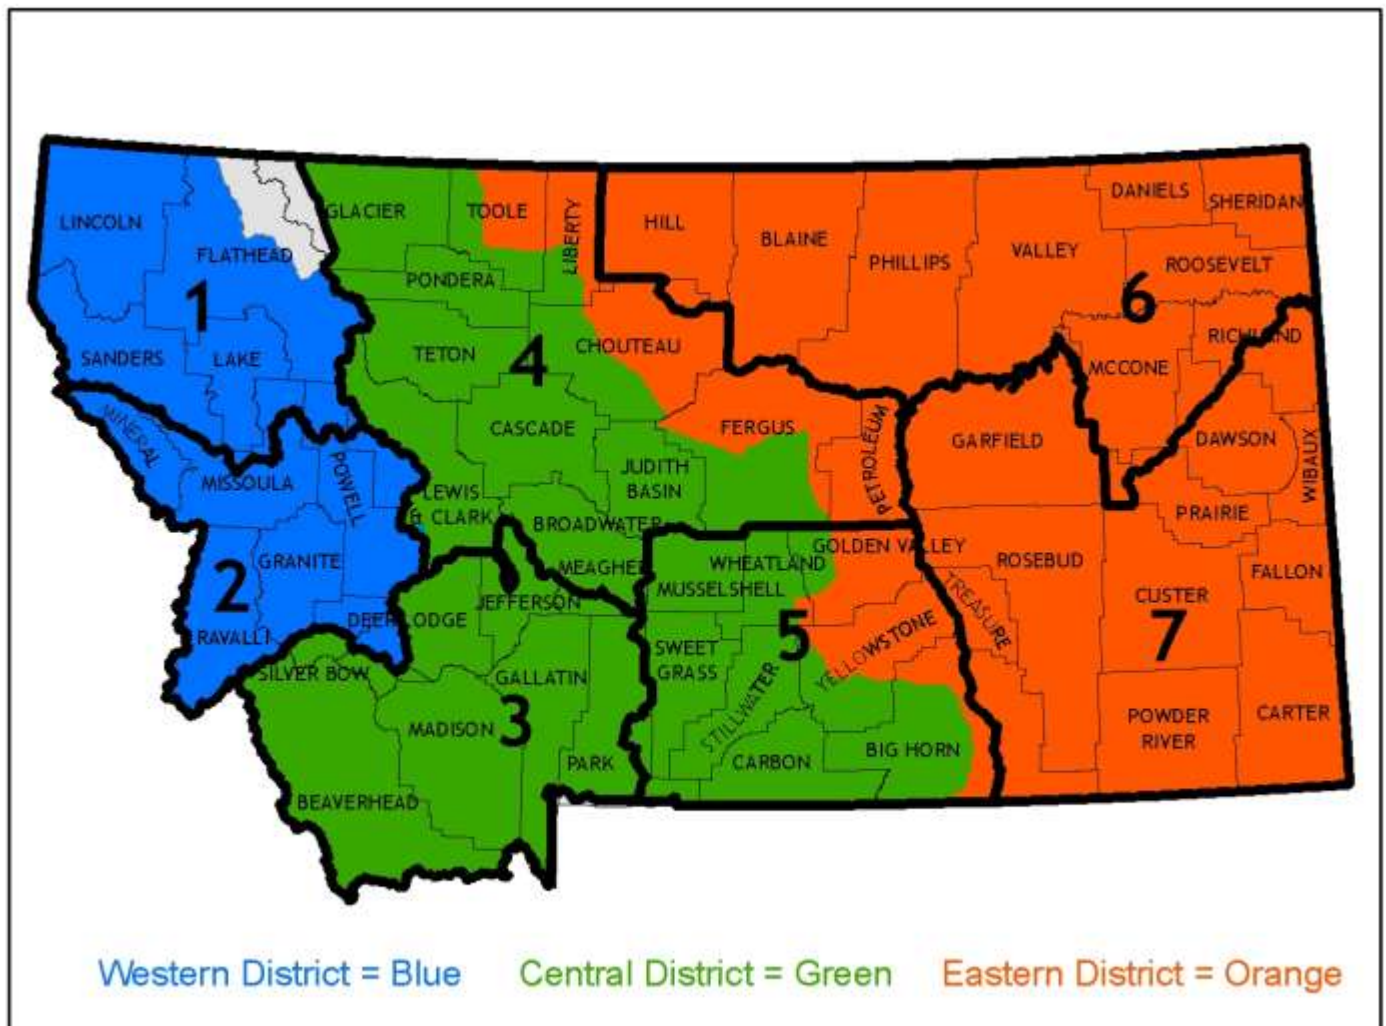 LINCOLN
FLATHEAD
1
SANDERS
LAKE
GLACIER
TOOLE
LIBERTY
PONDERA
TETON
4
CHOUTEAU
CASCADE
FERGUS
PETROLEUM
JUDITH
BASIN
LEWIS
& CLARK
BROADWATER
MEAGHE
HILL
BLAINE
PHILLIPS
VALLEY
DANIELS
SHERIDAN
ROOSEVELT
6
RICHLAND
MCCONE
MINERAL
MISSOULA
POWELL
GRANITE
2
RAVALLI
DEER LODGE
SILVER BOW
JEFFERSON
GALLATIN
MADISON
3
PARK
BEAVERHEAD
WHEATLAND
GOLDEN VALLEY
MUSSELSHELL
5
SWEET
GRASS
STILLWATER
YELLOWSTONE
CARBON
BIG HORN
GARFIELD
DAWSON
WIBAUX
PRAIRIE
ROSEBUD
TREASURE
CUSTER
7
FALLON
POWDER
RIVER
CARTER
Western District = Blue
Central District = Green
Eastern District = Orange